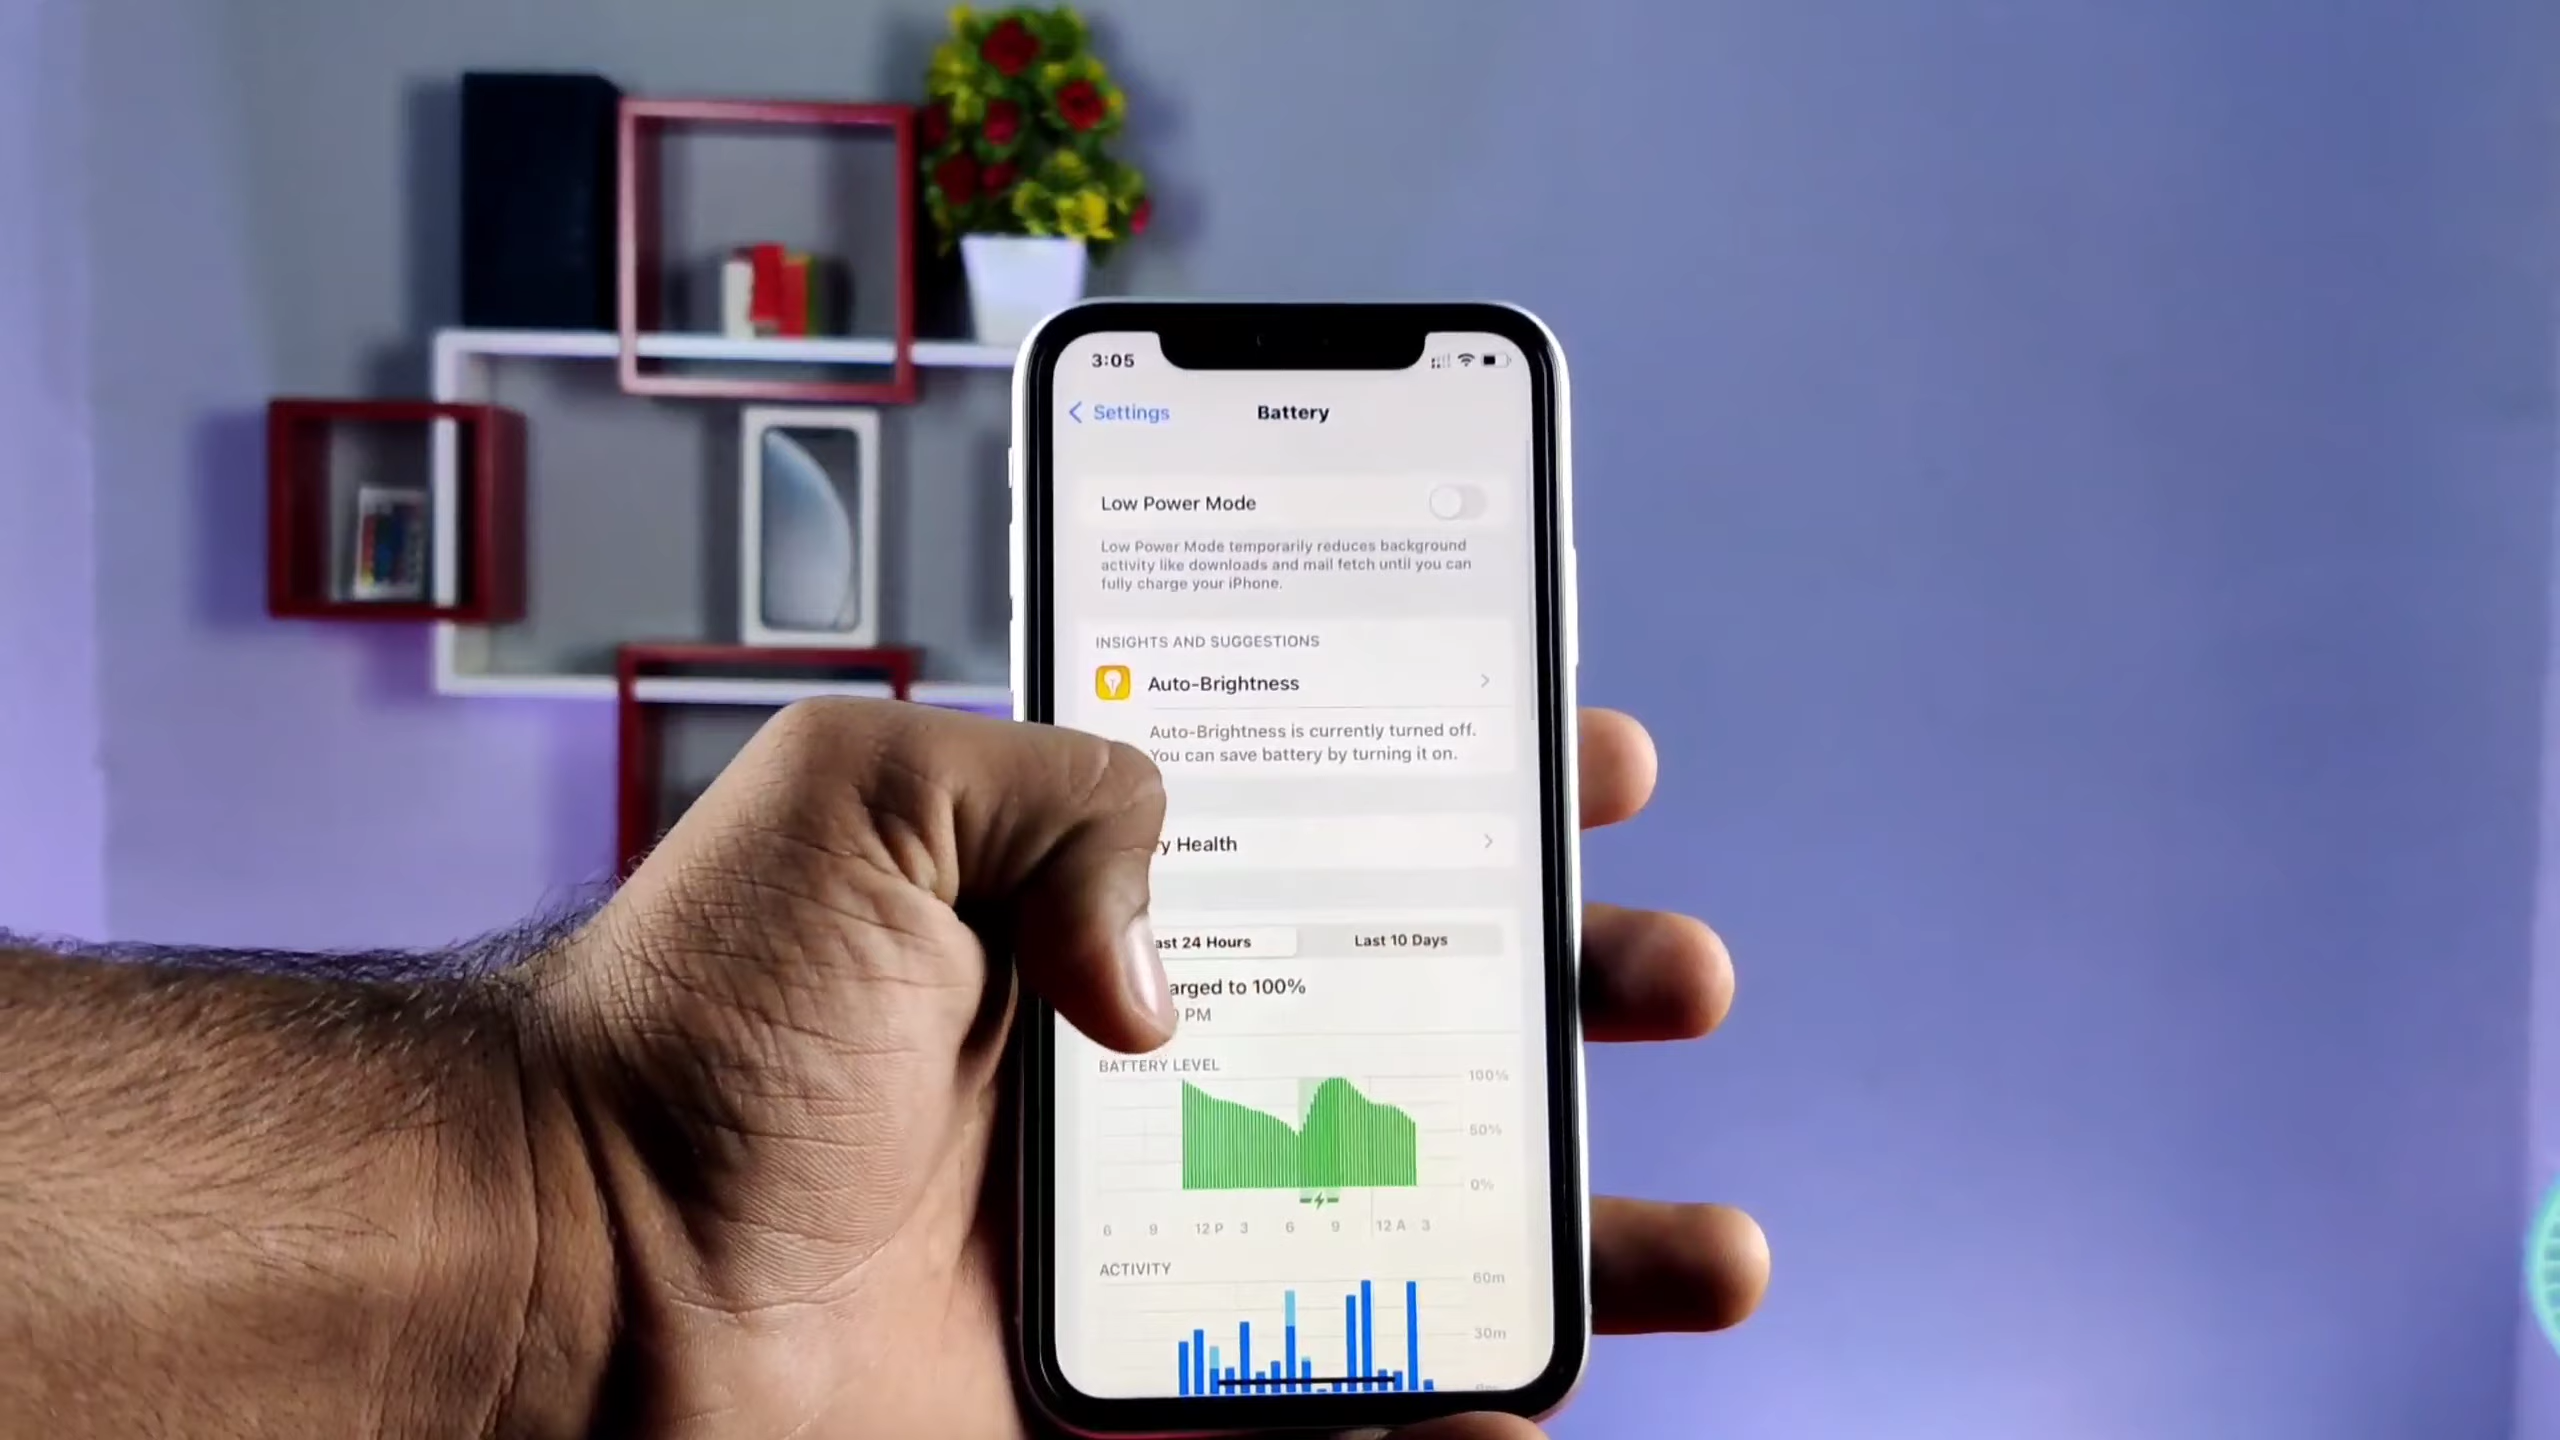 3:05
Settings
Battery
Low Power Mode
Low Power Mode temporarily reduces background
activity like downloads and mail fetch until you can
fully charge your iPhone.
INSIGHTS AND SUGGESTIONS
Auto-Brightness
Auto-Brightness is currently turned off.
You can save battery by turning it on.
y Health
ast 24 Hours
Last 10 Days
arged to 100%
PM
BATTERY LEVEL
100%
50%
0%
6 9 12 P 3 6 9 12 A 3
ACTIVITY
60m
30m